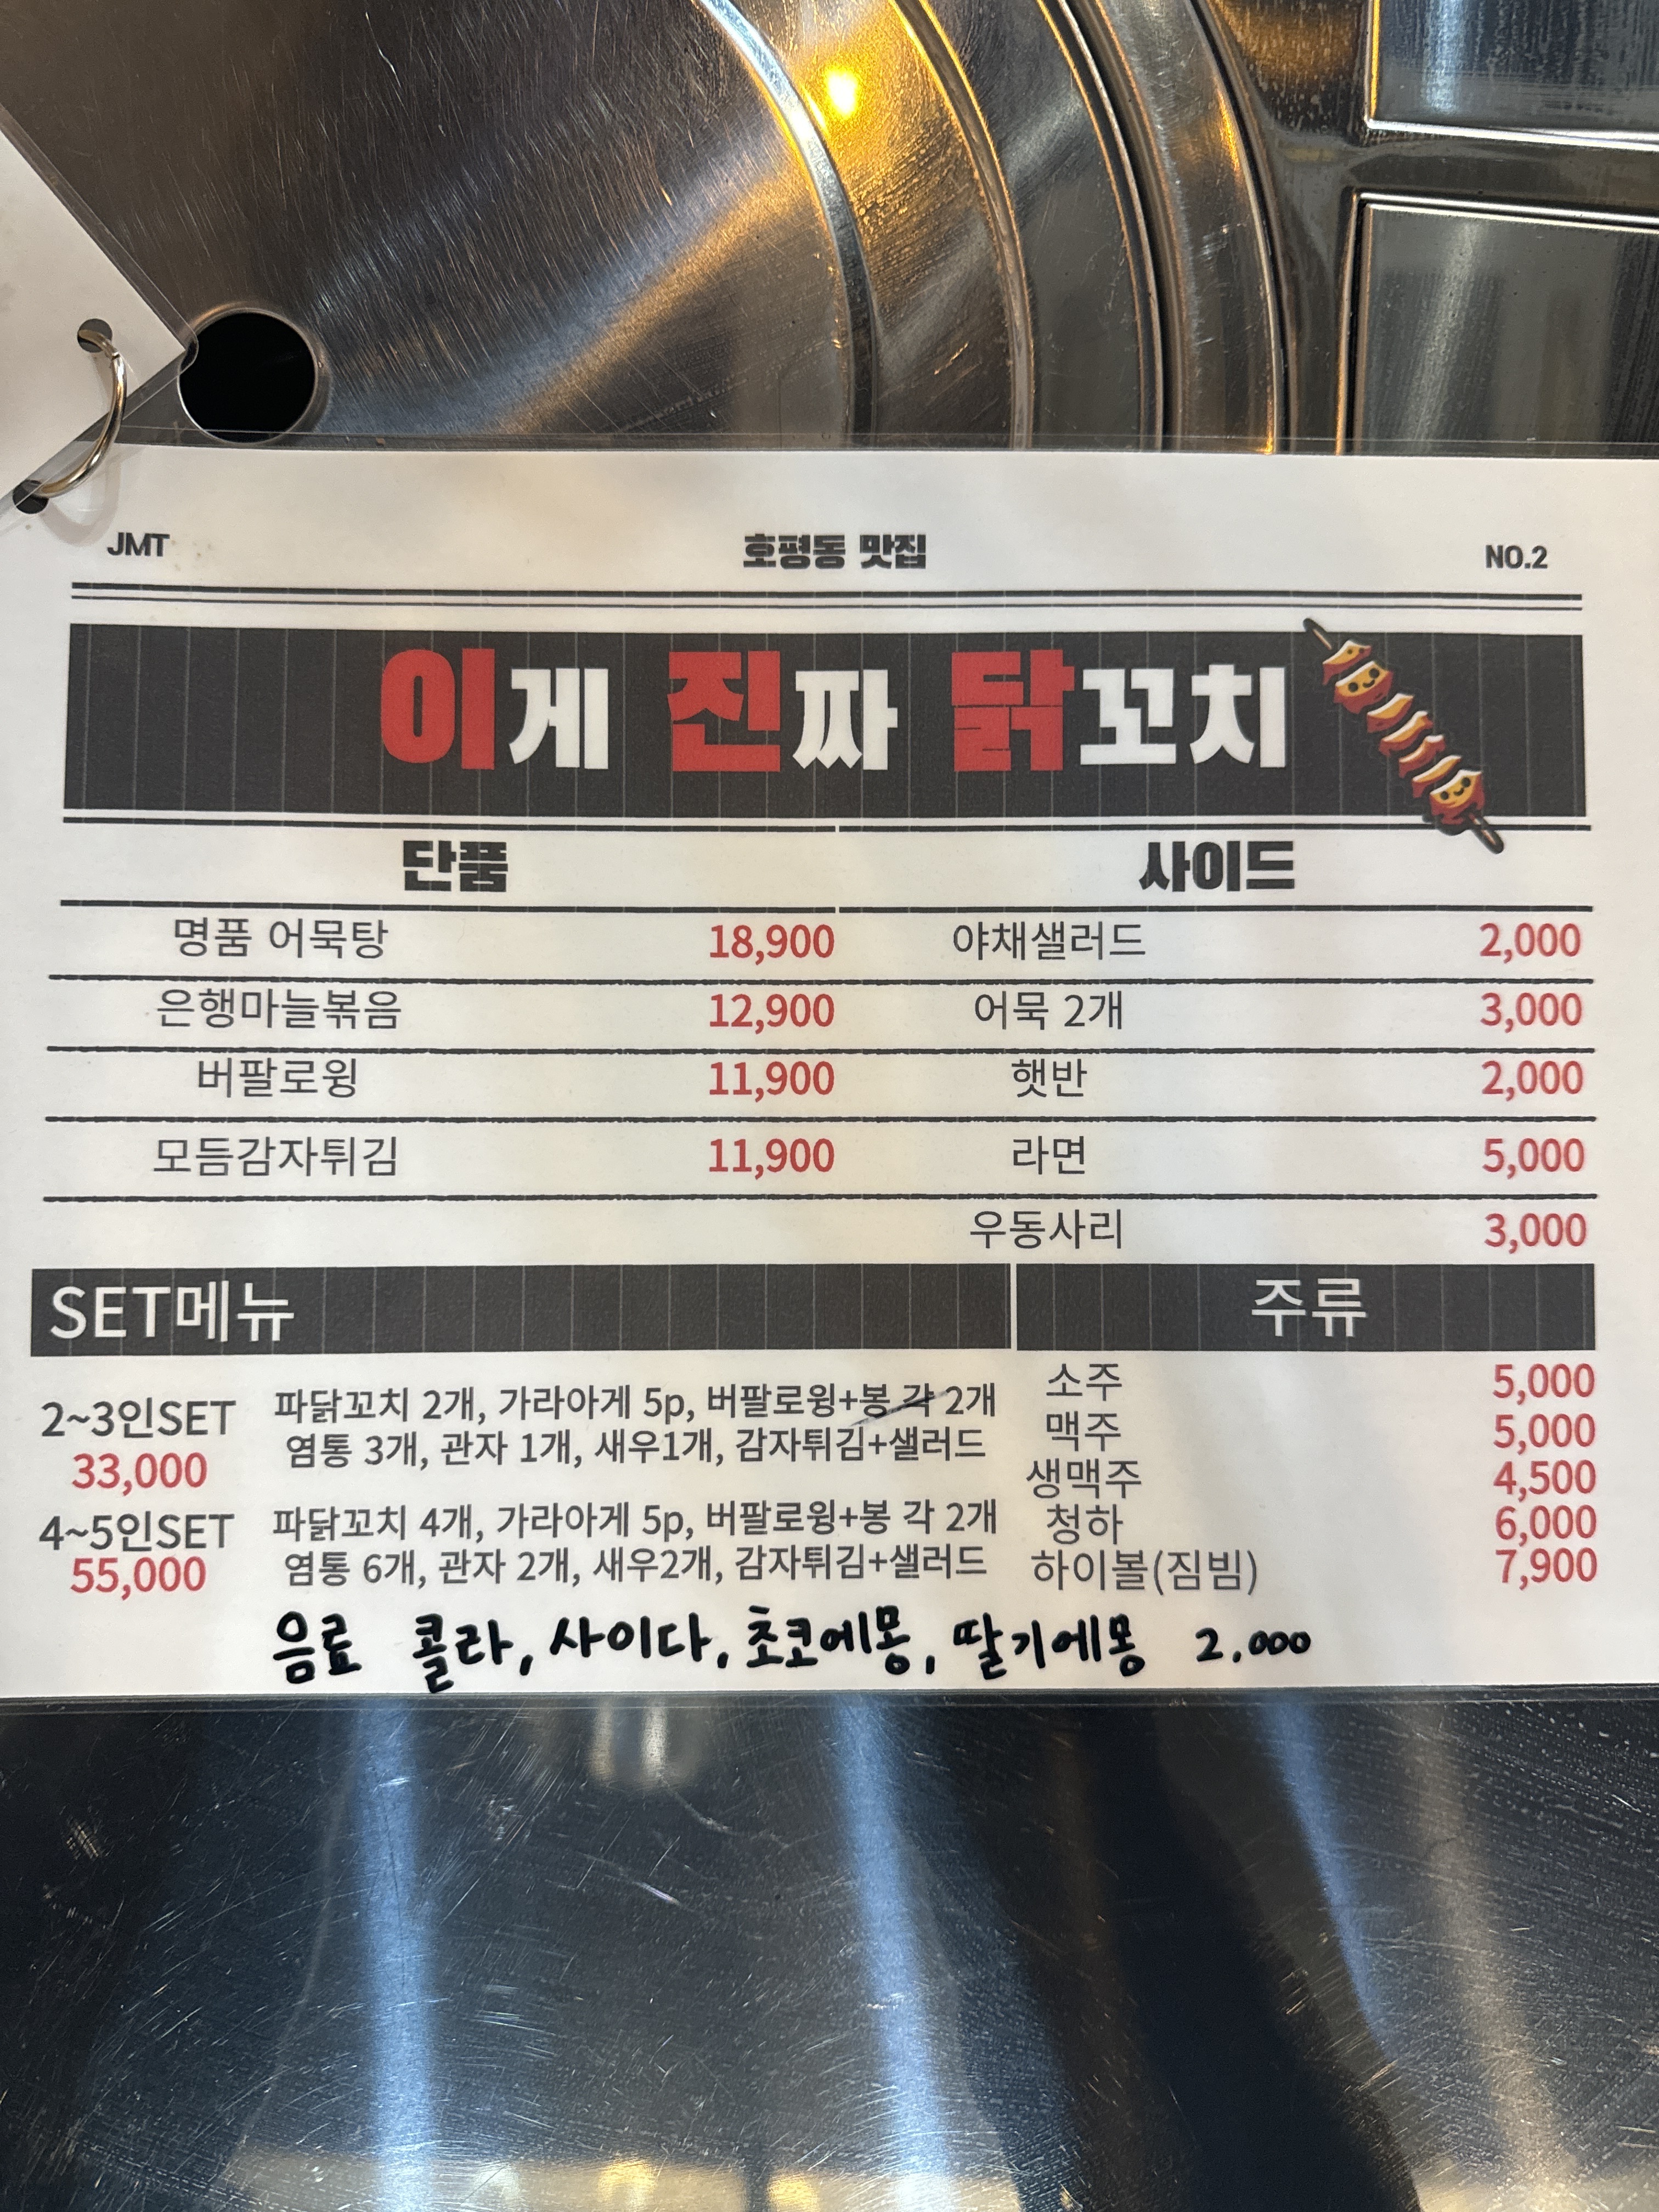 JMT 호평동 맛집 NO.2
이게 진짜 닭꼬치
단품 사이드
명품 어묵탕 18,900 야채샐러드 2,000
은행마늘볶음 12,900 어묵 2개 3,000
버팔로윙 11,900 햇반 2,000
모듬감자튀김 11,900 라면 5,000
우동사리 3,000
SET메뉴
2~3인SET
33,000
파닭꼬치 2개, 가라아게 5p, 버팔로윙+봉 각 2개
염통 3개, 관자 1개, 새우1개, 감자튀김+샐러드
4~5인SET
55,000
파닭꼬치 4개, 가라아게 5p, 버팔로윙+봉 각 2개
염통 6개, 관자 2개, 새우2개, 감자튀김+샐러드
주류
소주 5,000
맥주 5,000
생맥주 4,500
청하 6,000
하이볼(짐빔) 7,900
음료 콜라, 사이다, 초코에몽, 딸기에몽 2.000